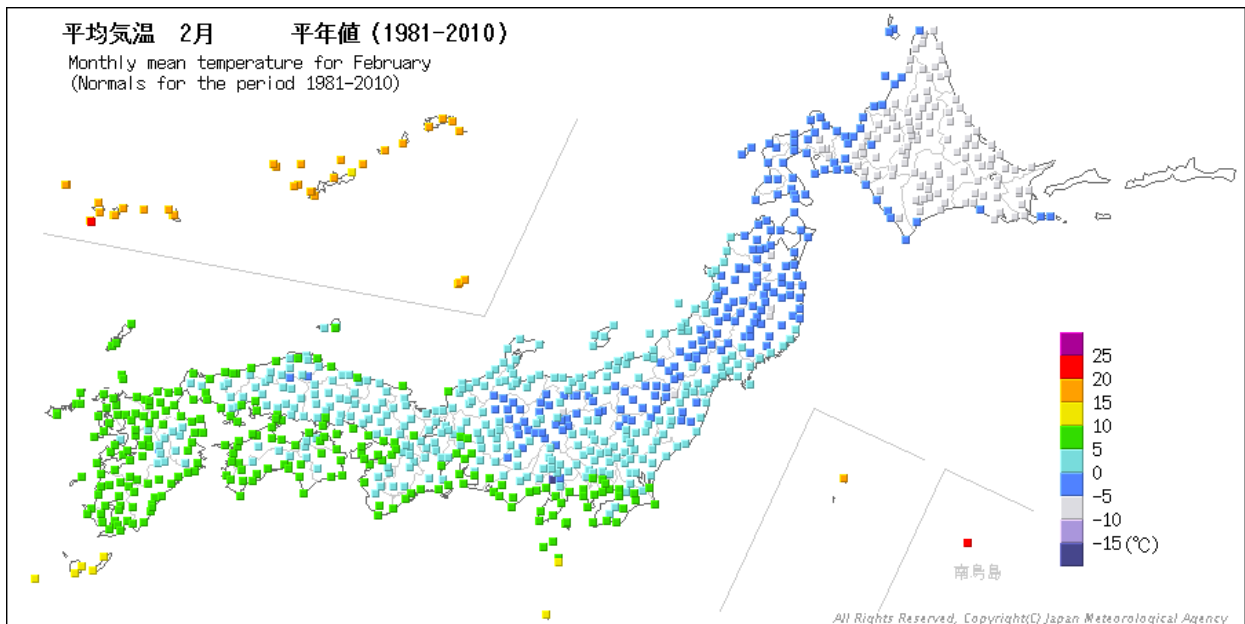 平均気温 2月 平年値 (1981-2010)
Monthly mean temperature for February
(Normals for the period 1981-2010)
25
20
15
10
5
0
-5
-10
-15 (℃)
南鳥島
All Rights Reserved, Copyright(C) Japan Meteorological Agency